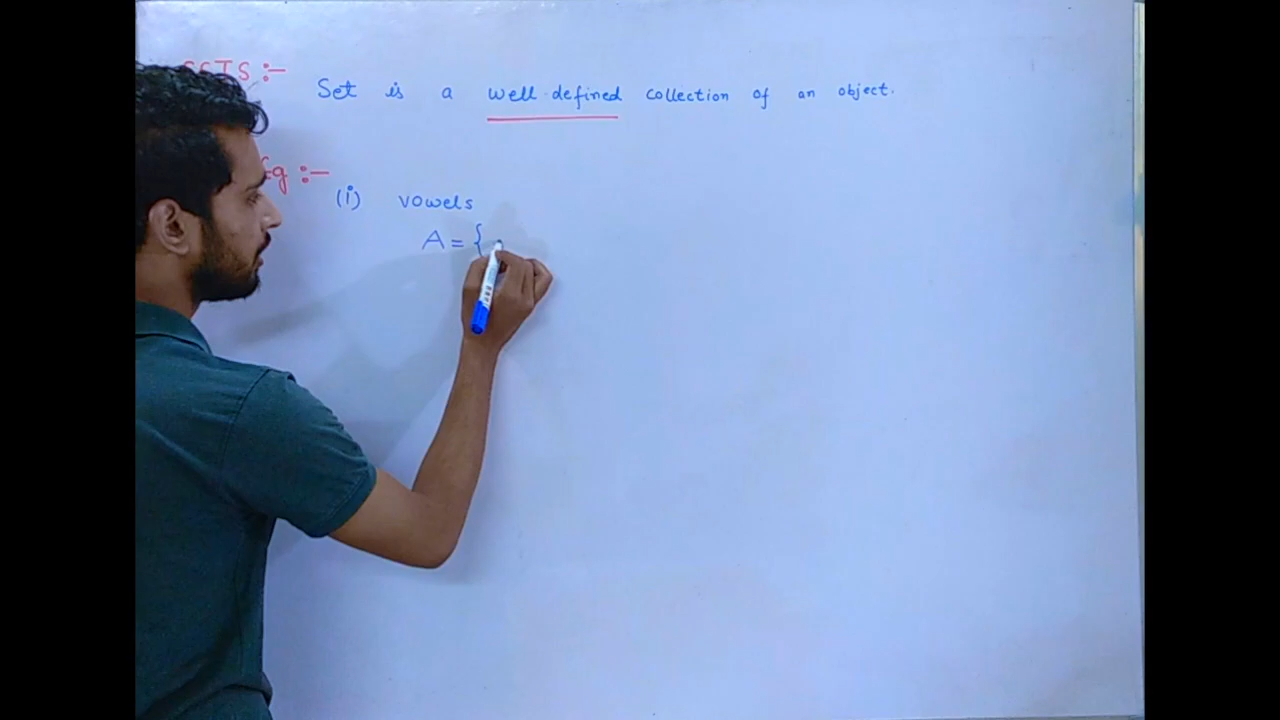 SETS :- Set is a well-defined collection of an object.
Eg :-
(i) vowels
A = {